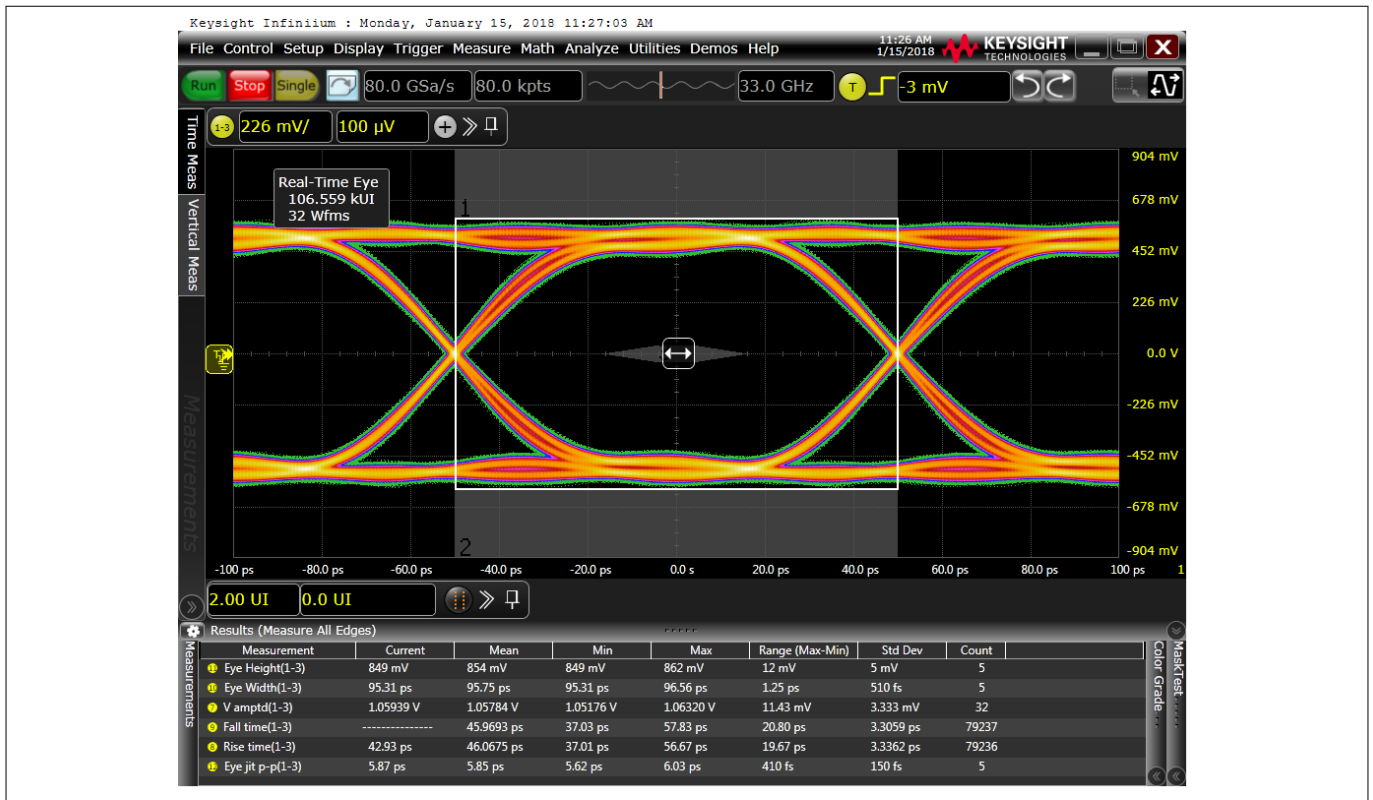 Keysight Infiniium : Monday, January 15, 2018 11:27:03 AM
File Control Setup Display Trigger Measure Math Analyze Utilities Demos Help
11:26 AM
1/15/2018
KEYSIGHT
TECHNOLOGIES
Run Stop Single 80.0 GSa/s 80.0 kpts 33.0 GHz T -3 mV
1-3 226 mV/ 100 µV
Time Meas
Vertical Meas
Measurements
Real-Time Eye
106.559 kUI
32 Wfms
1
2
904 mV
678 mV
452 mV
226 mV
0.0 V
-226 mV
-452 mV
-678 mV
-904 mV
-100 ps -80.0 ps -60.0 ps -40.0 ps -20.0 ps 0.0 s 20.0 ps 40.0 ps 60.0 ps 80.0 ps 100 ps 1
2.00 UI 0.0 UI
Results (Measure All Edges)
Measurement Current Mean Min Max Range (Max-Min) Std Dev Count
11 Eye Height(1-3) 849 mV 854 mV 849 mV 862 mV 12 mV 5 mV 5
10 Eye Width(1-3) 95.31 ps 95.75 ps 95.31 ps 96.56 ps 1.25 ps 510 fs 5
7 V amptd(1-3) 1.05939 V 1.05784 V 1.05176 V 1.06320 V 11.43 mV 3.333 mV 32
9 Fall time(1-3) --------------- 45.9693 ps 37.03 ps 57.83 ps 20.80 ps 3.3059 ps 79237
8 Rise time(1-3) 42.93 ps 46.0675 ps 37.01 ps 56.67 ps 19.67 ps 3.3362 ps 79236
12 Eye jit p-p(1-3) 5.87 ps 5.85 ps 5.62 ps 6.03 ps 410 fs 150 fs 5
Measurements
Color Grade ...
MaskTest ...